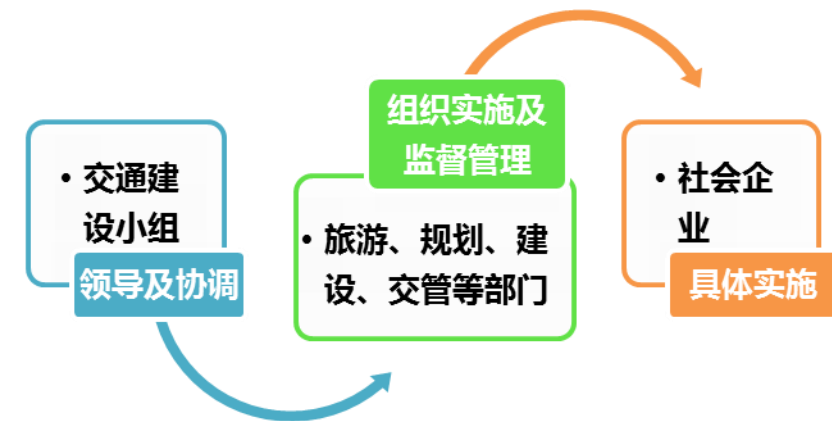 • 交通建
设小组
领导及协调
组织实施及
监督管理
• 旅游、规划、建
设、交管等部门
• 社会企
业
具体实施